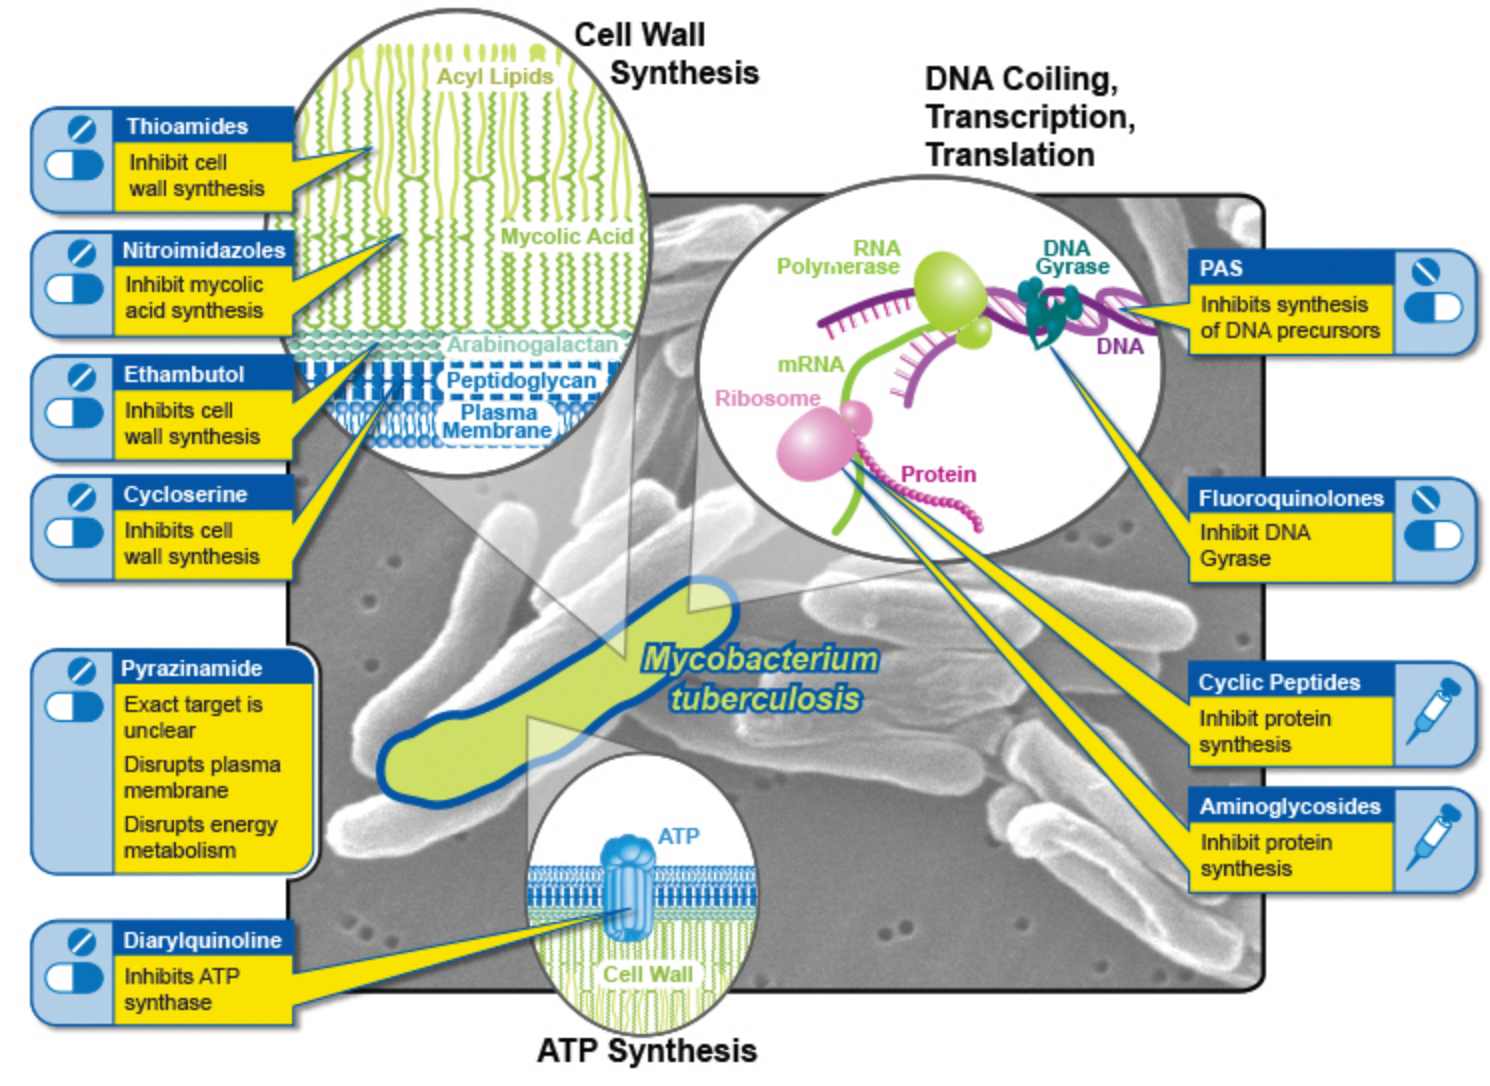 Cell Wall
Synthesis
DNA Coiling,
Transcription,
Translation
Acyl Lipids
Mycolic Acid
Arabinogalactan
Peptidoglycan
Plasma
Membrane
Thioamides
Inhibit cell
wall synthesis
Nitroimidazoles
Inhibit mycolic
acid synthesis
Ethambutol
Inhibits cell
wall synthesis
Cycloserine
Inhibits cell
wall synthesis
Pyrazinamide
Exact target is
unclear
Disrupts plasma
membrane
Disrupts energy
metabolism
Diarylquinoline
Inhibits ATP
synthase
RNA
Polymerase
DNA
Gyrase
DNA
mRNA
Ribosome
Protein
PAS
Inhibits synthesis
of DNA precursors
Fluoroquinolones
Inhibit DNA
Gyrase
Cyclic Peptides
Inhibit protein
synthesis
Aminoglycosides
Inhibit protein
synthesis
Mycobacterium
tuberculosis
ATP
Cell Wall
ATP Synthesis